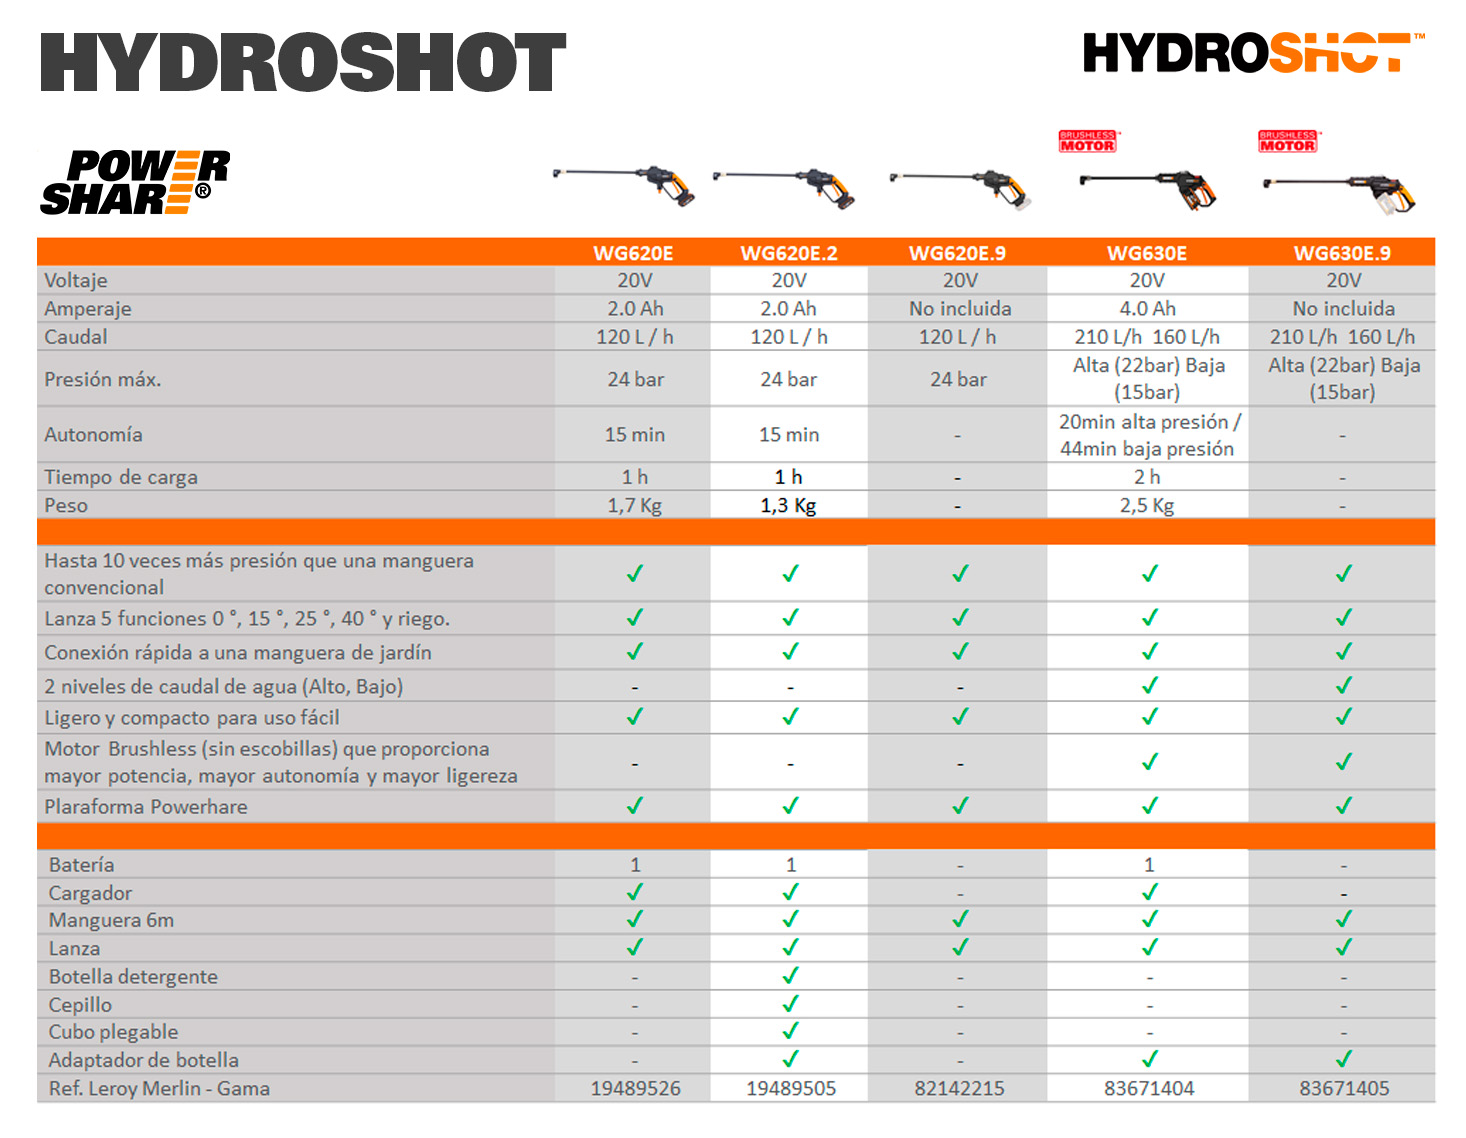 HYDROSHOT
HYDROSHOT™
POWER
SHARE®
BRUSHLESS
MOTOR
BRUSHLESS
MOTOR
WG620E WG620E.2 WG620E.9 WG630E WG630E.9
Voltaje 20V 20V 20V 20V 20V
Amperaje 2.0 Ah 2.0 Ah No incluida 4.0 Ah No incluida
Caudal 120 L / h 120 L / h 120 L / h 210 L/h 160 L/h 210 L/h 160 L/h
Presión máx. 24 bar 24 bar 24 bar Alta (22bar) Baja Alta (22bar) Baja
(15bar) (15bar)
Autonomía 15 min 15 min - 20min alta presión / -
44min baja presión
Tiempo de carga 1 h 1 h - 2 h -
Peso 1,7 Kg 1,3 Kg - 2,5 Kg -
Hasta 10 veces más presión que una manguera
convencional ✓ ✓ ✓ ✓ ✓
Lanza 5 funciones 0 °, 15 °, 25 °, 40 ° y riego. ✓ ✓ ✓ ✓ ✓
Conexión rápida a una manguera de jardín ✓ ✓ ✓ ✓ ✓
2 niveles de caudal de agua (Alto, Bajo) - - - ✓ ✓
Ligero y compacto para uso fácil ✓ ✓ ✓ ✓ ✓
Motor Brushless (sin escobillas) que proporciona
mayor potencia, mayor autonomía y mayor ligereza - - - ✓ ✓
Plaraforma Powerhare ✓ ✓ ✓ ✓ ✓
Batería 1 1 - 1 -
Cargador ✓ ✓ - ✓ -
Manguera 6m ✓ ✓ ✓ ✓ ✓
Lanza ✓ ✓ ✓ ✓ ✓
Botella detergente - ✓ - - -
Cepillo - ✓ - - -
Cubo plegable - ✓ - - -
Adaptador de botella - ✓ - ✓ ✓
Ref. Leroy Merlin - Gama 19489526 19489505 82142215 83671404 83671405